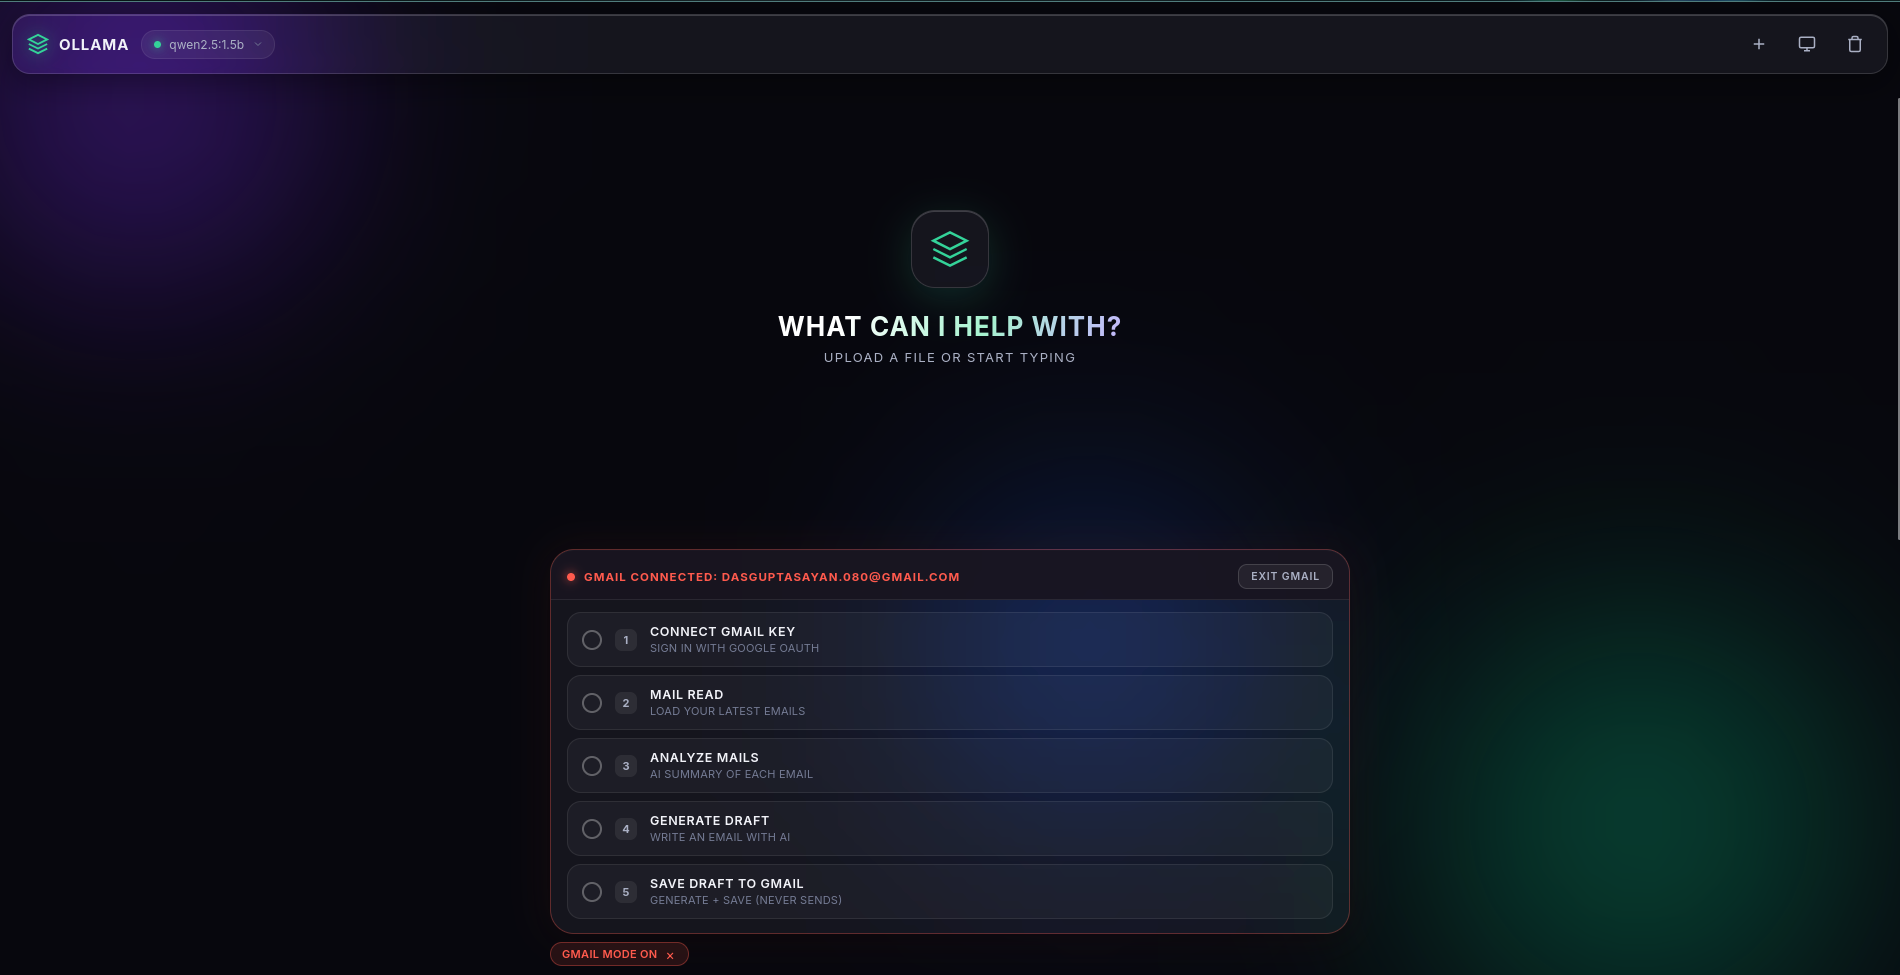 OLLAMA
qwen2.5:1.5b
WHAT CAN I HELP WITH?
UPLOAD A FILE OR START TYPING
GMAIL CONNECTED: DASGUPTASAYAN.080@GMAIL.COM
EXIT GMAIL
1
CONNECT GMAIL KEY
SIGN IN WITH GOOGLE OAUTH
2
MAIL READ
LOAD YOUR LATEST EMAILS
3
ANALYZE MAILS
AI SUMMARY OF EACH EMAIL
4
GENERATE DRAFT
WRITE AN EMAIL WITH AI
5
SAVE DRAFT TO GMAIL
GENERATE + SAVE (NEVER SENDS)
GMAIL MODE ON ×